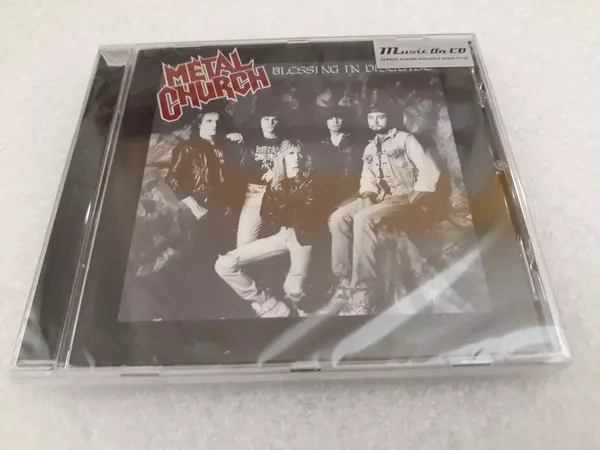 METAL
CHURCH
BLESSING IN DISGUISE
Music On CD